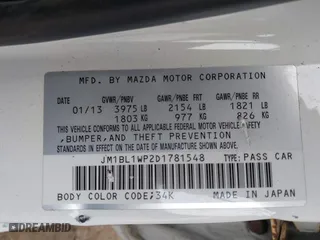 MFD. BY MAZDA MOTOR CORPORATION
GVWR/PNBV GAWR/PNBE FRT GAWR/PNBE RR
01/13 3975 LB 2154 LB 1821 LB
1803 KG 977 KG 826 KG
THIS VEHICLE CONFORMS TO ALL APPLICABLE FEDERAL MOTOR VEHICLE SAFETY
,BUMPER,AND THEFT PREVENTION
STANDARDS IN EFFECT ON THE DATE OF MANUFACTURE SHOWN ABOVE.
JM1BL1WP2D1781548 TYPE:PASS CAR
BODY COLOR CODE:34K MADE IN JAPAN
DREAMBID